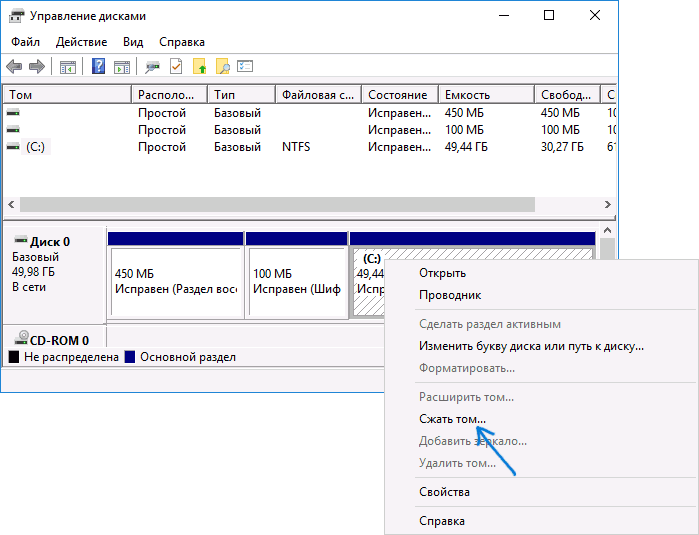 Управление дисками
Файл Действие Вид Справка
Том Располо... Тип Файловая с... Состояние Емкость Свобод... С
Простой Базовый Исправен... 450 МБ 450 МБ 10
Простой Базовый Исправен... 100 МБ 100 МБ 10
(C:) Простой Базовый NTFS Исправен... 49,44 ГБ 30,27 ГБ 61
Диск 0
Базовый
49,98 ГБ
В сети
450 МБ
Исправен (Раздел восс
100 МБ
Исправен (Шиф
(C:)
49,44
Испр
CD-ROM 0
Не распределена Основной раздел
Открыть
Проводник
Сделать раздел активным
Изменить букву диска или путь к диску...
Форматировать...
Расширить том...
Сжать том...
Добавить зеркало...
Удалить том...
Свойства
Справка